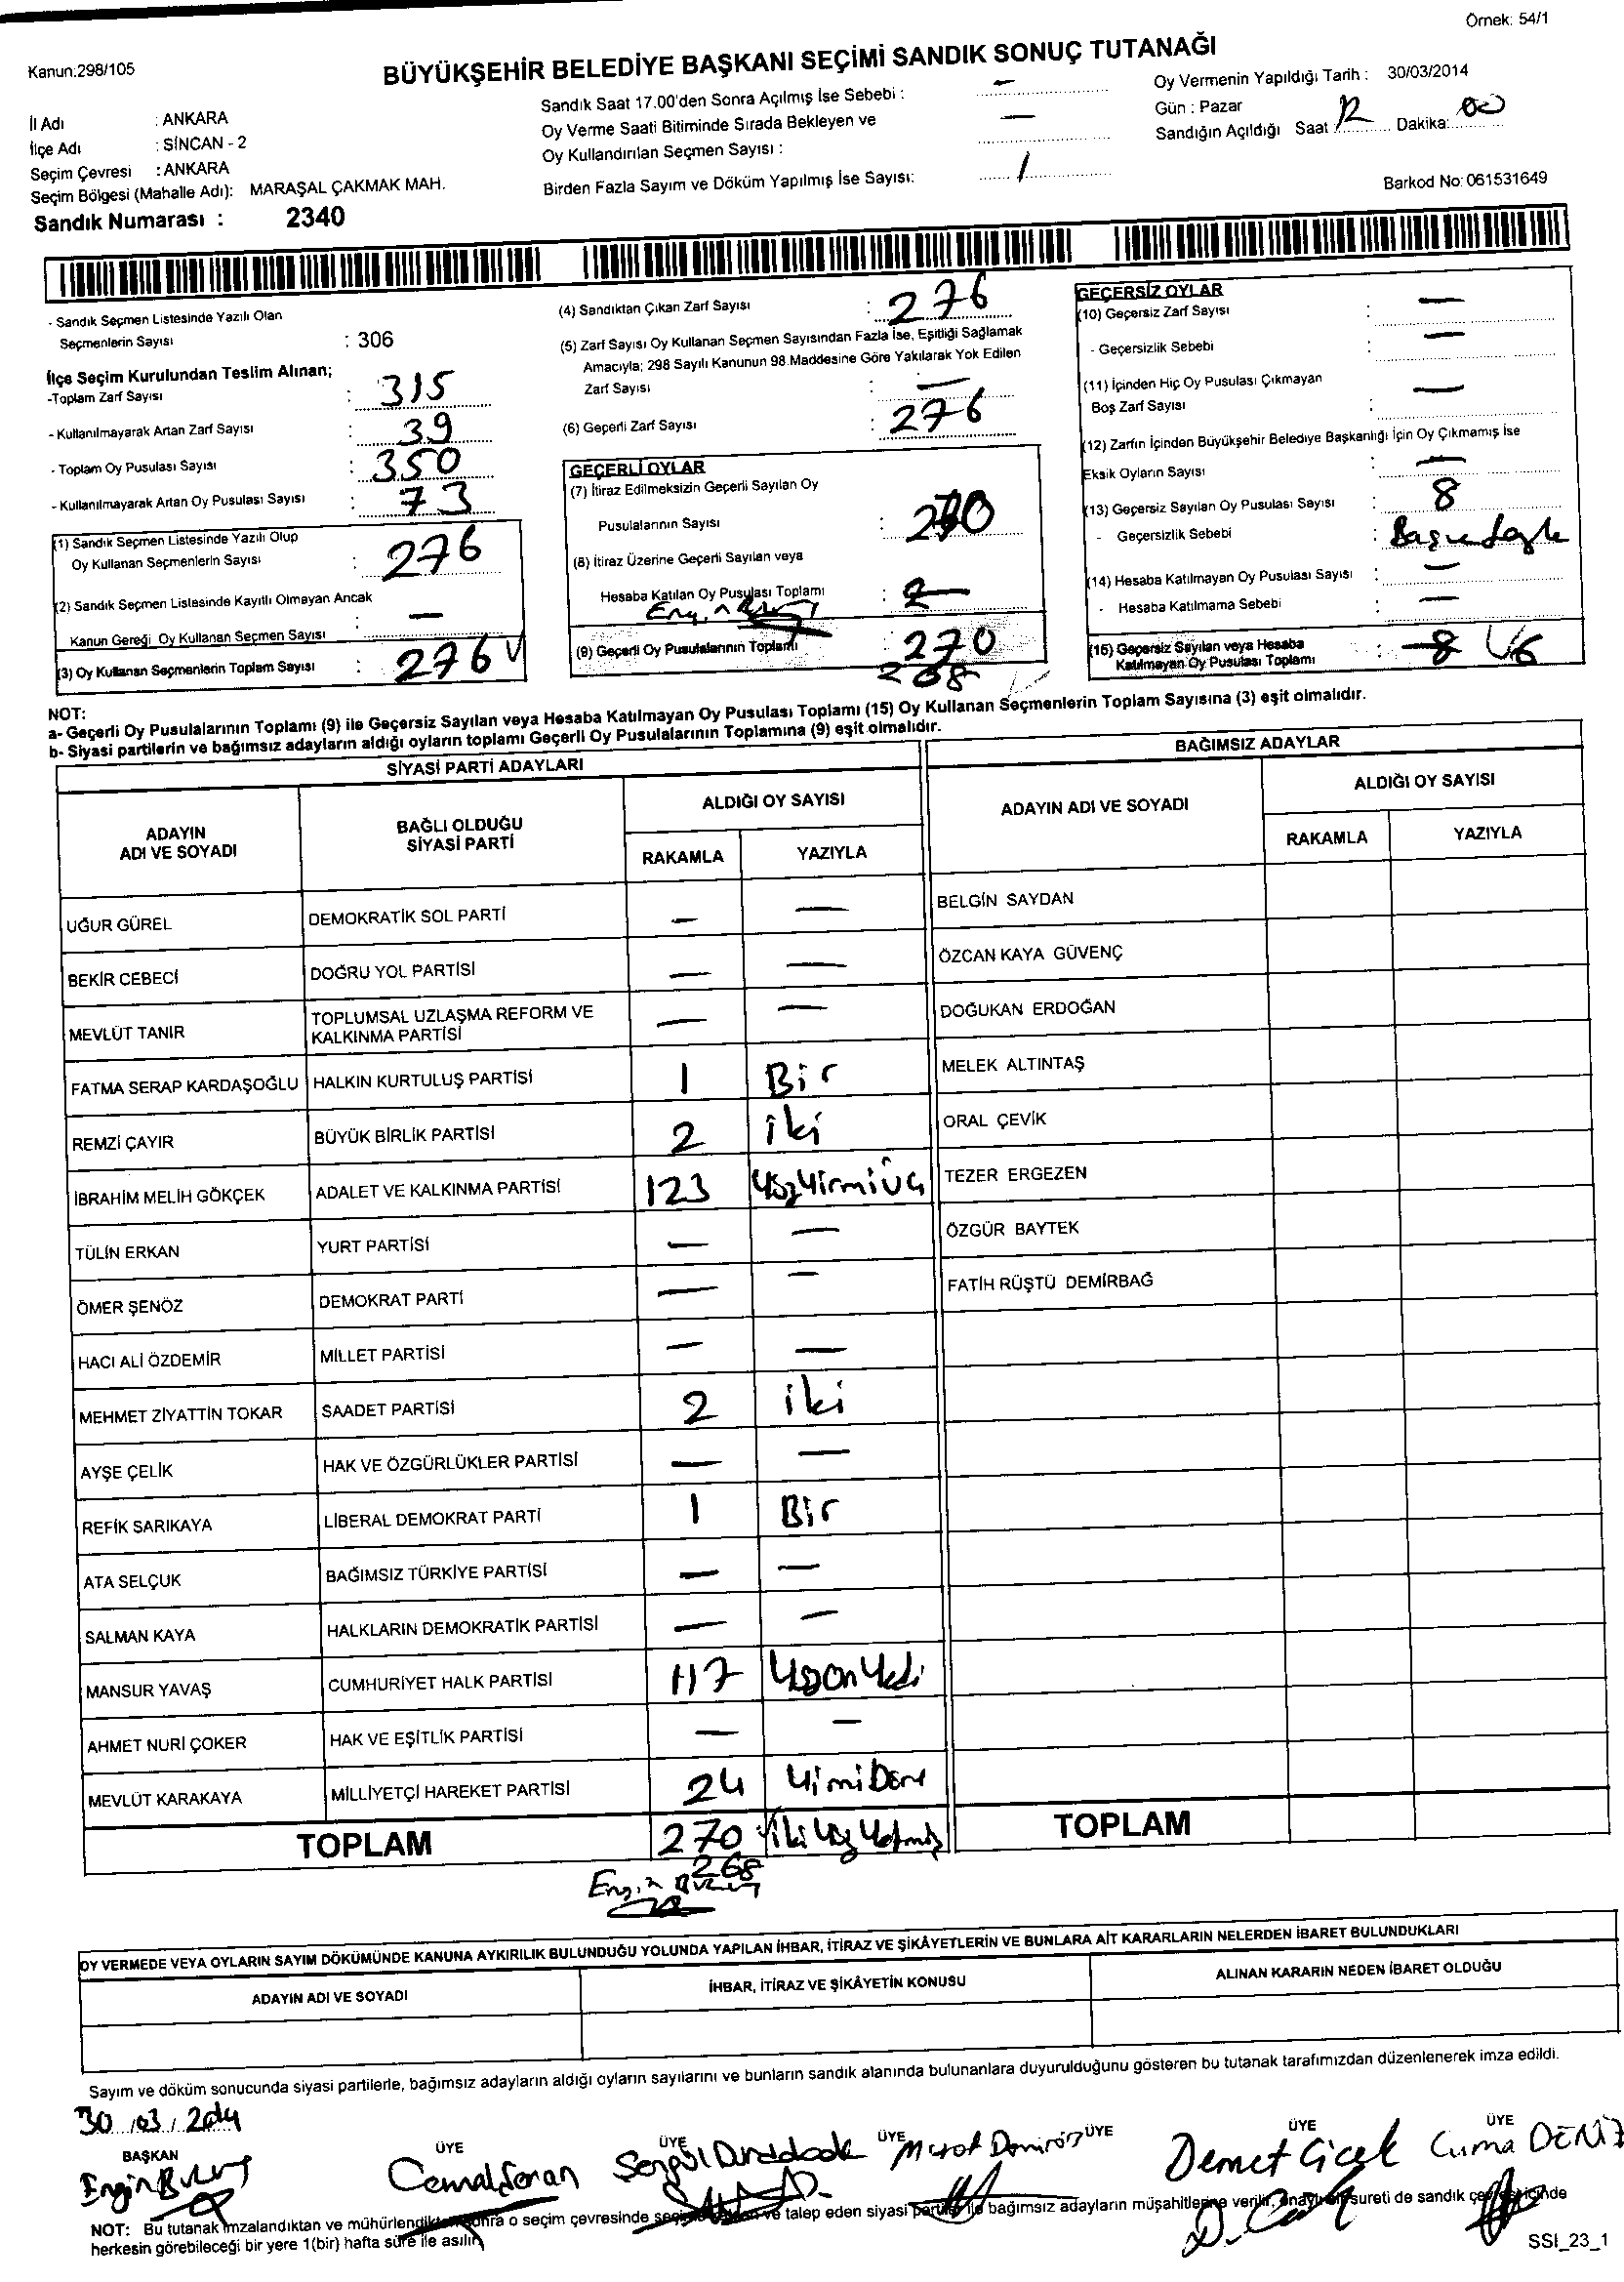 Örnek: 54/1
Kanun:298/105
BÜYÜKŞEHİR BELEDİYE BAŞKANI SEÇİMİ SANDIK SONUÇ TUTANAĞI
İl Adı : ANKARA
İlçe Adı : SİNCAN - 2
Seçim Çevresi : ANKARA
Seçim Bölgesi (Mahalle Adı): MARAŞAL ÇAKMAK MAH.
Sandık Numarası : 2340
Sandık Saat 17.00'den Sonra Açılmış İse Sebebi : —
Oy Verme Saati Bitiminde Sırada Bekleyen ve —
Oy Kullandırılan Seçmen Sayısı :
Birden Fazla Sayım ve Döküm Yapılmış İse Sayısı: /
Oy Vermenin Yapıldığı Tarih : 30/03/2014
Gün : Pazar
Sandığın Açıldığı Saat : 12 Dakika: 00
Barkod No: 061531649
- Sandık Seçmen Listesinde Yazılı Olan
Seçmenlerin Sayısı : 306
İlçe Seçim Kurulundan Teslim Alınan;
-Toplam Zarf Sayısı : 315
- Kullanılmayarak Artan Zarf Sayısı : 39
- Toplam Oy Pusulası Sayısı : 350
- Kullanılmayarak Artan Oy Pusulası Sayısı : 73
(1) Sandık Seçmen Listesinde Yazılı Olup
Oy Kullanan Seçmenlerin Sayısı : 276
(2) Sandık Seçmen Listesinde Kayıtlı Olmayan Ancak
Kanun Gereği Oy Kullanan Seçmen Sayısı : —
(3) Oy Kullanan Seçmenlerin Toplam Sayısı : 276 V
(4) Sandıktan Çıkan Zarf Sayısı : 276
(5) Zarf Sayısı Oy Kullanan Seçmen Sayısından Fazla İse, Eşitliği Sağlamak
Amacıyla; 298 Sayılı Kanunun 98.Maddesine Göre Yakılarak Yok Edilen
Zarf Sayısı : —
(6) Geçerli Zarf Sayısı : 276
GEÇERLİ OYLAR
(7) İtiraz Edilmeksizin Geçerli Sayılan Oy
Pusulalarının Sayısı : 270
(8) İtiraz Üzerine Geçerli Sayılan veya
Hesaba Katılan Oy Pusulası Toplamı : 2
(9) Geçerli Oy Pusulalarının Toplamı : 270
268
GEÇERSİZ OYLAR
(10) Geçersiz Zarf Sayısı : —
- Geçersizlik Sebebi : —
(11) İçinden Hiç Oy Pusulası Çıkmayan
Boş Zarf Sayısı : —
(12) Zarfın İçinden Büyükşehir Belediye Başkanlığı İçin Oy Çıkmamış İse
Eksik Oyların Sayısı : —
(13) Geçersiz Sayılan Oy Pusulası Sayısı : 8
- Geçersizlik Sebebi :
(14) Hesaba Katılmayan Oy Pusulası Sayısı : —
- Hesaba Katılmama Sebebi : —
(15) Geçersiz Sayılan veya Hesaba
Katılmayan Oy Pusulası Toplamı : 8
NOT:
a- Geçerli Oy Pusulalarının Toplamı (9) ile Geçersiz Sayılan veya Hesaba Katılmayan Oy Pusulası Toplamı (15) Oy Kullanan Seçmenlerin Toplam Sayısına (3) eşit olmalıdır.
b- Siyasi partilerin ve bağımsız adayların aldığı oyların toplamı Geçerli Oy Pusulalarının Toplamına (9) eşit olmalıdır.
SİYASİ PARTİ ADAYLARI
BAĞIMSIZ ADAYLAR
ADAYIN ADI VE SOYADI
BAĞLI OLDUĞU SİYASİ PARTİ
ALDIĞI OY SAYISI
RAKAMLA YAZIYLA
ADAYIN ADI VE SOYADI
ALDIĞI OY SAYISI
RAKAMLA YAZIYLA
UĞUR GÜREL DEMOKRATİK SOL PARTİ — — BELGİN SAYDAN
BEKİR CEBECİ DOĞRU YOL PARTİSİ — — ÖZCAN KAYA GÜVENÇ
MEVLÜT TANIR TOPLUMSAL UZLAŞMA REFORM VE KALKINMA PARTİSİ — — DOĞUKAN ERDOĞAN
FATMA SERAP KARDAŞOĞLU HALKIN KURTULUŞ PARTİSİ 1 Bir MELEK ALTINTAŞ
REMZİ ÇAYIR BÜYÜK BİRLİK PARTİSİ 2 iki ORAL ÇEVİK
İBRAHİM MELİH GÖKÇEK ADALET VE KALKINMA PARTİSİ 123 Yüzyirmiüç TEZER ERGEZEN
TÜLİN ERKAN YURT PARTİSİ — — ÖZGÜR BAYTEK
ÖMER ŞENÖZ DEMOKRAT PARTİ — — FATİH RÜŞTÜ DEMİRBAĞ
HACI ALİ ÖZDEMİR MİLLET PARTİSİ — —
MEHMET ZİYATTİN TOKAR SAADET PARTİSİ 2 iki
AYŞE ÇELİK HAK VE ÖZGÜRLÜKLER PARTİSİ — —
REFİK SARIKAYA LİBERAL DEMOKRAT PARTİ 1 Bir
ATA SELÇUK BAĞIMSIZ TÜRKİYE PARTİSİ — —
SALMAN KAYA HALKLARIN DEMOKRATİK PARTİSİ — —
MANSUR YAVAŞ CUMHURİYET HALK PARTİSİ 117 Yüzonyedi
AHMET NURİ ÇOKER HAK VE EŞİTLİK PARTİSİ — —
MEVLÜT KARAKAYA MİLLİYETÇİ HAREKET PARTİSİ 24
TOPLAM 270 İki Yüz Yetmiş TOPLAM
268
OY VERMEDE VEYA OYLARIN SAYIM DÖKÜMÜNDE KANUNA AYKIRILIK BULUNDUĞU YOLUNDA YAPILAN İHBAR, İTİRAZ VE ŞİKÂYETLERİN VE BUNLARA AİT KARARLARIN NELERDEN İBARET BULUNDUKLARI
ADAYIN ADI VE SOYADI İHBAR, İTİRAZ VE ŞİKÂYETİN KONUSU ALINAN KARARIN NEDEN İBARET OLDUĞU
Sayım ve döküm sonucunda siyasi partilerle, bağımsız adayların aldığı oyların sayılarını ve bunların sandık alanında bulunanlara duyurulduğunu gösteren bu tutanak tarafımızdan düzenlenerek imza edildi.
30/03/2014
BAŞKAN ÜYE ÜYE ÜYE ÜYE ÜYE ÜYE
Engin Cemal Songül Murat Demet Çiçek Cuma DENİZ
NOT: Bu tutanak imzalandıktan ve mühürlendikten sonra o seçim çevresinde seçime katılan ve talep eden siyasi partiler ile bağımsız adayların müşahitlerine verilir, onaylı bir sureti de sandık çevresi içinde
herkesin görebileceği bir yere 1(bir) hafta süre ile asılır.
SSI_23_1